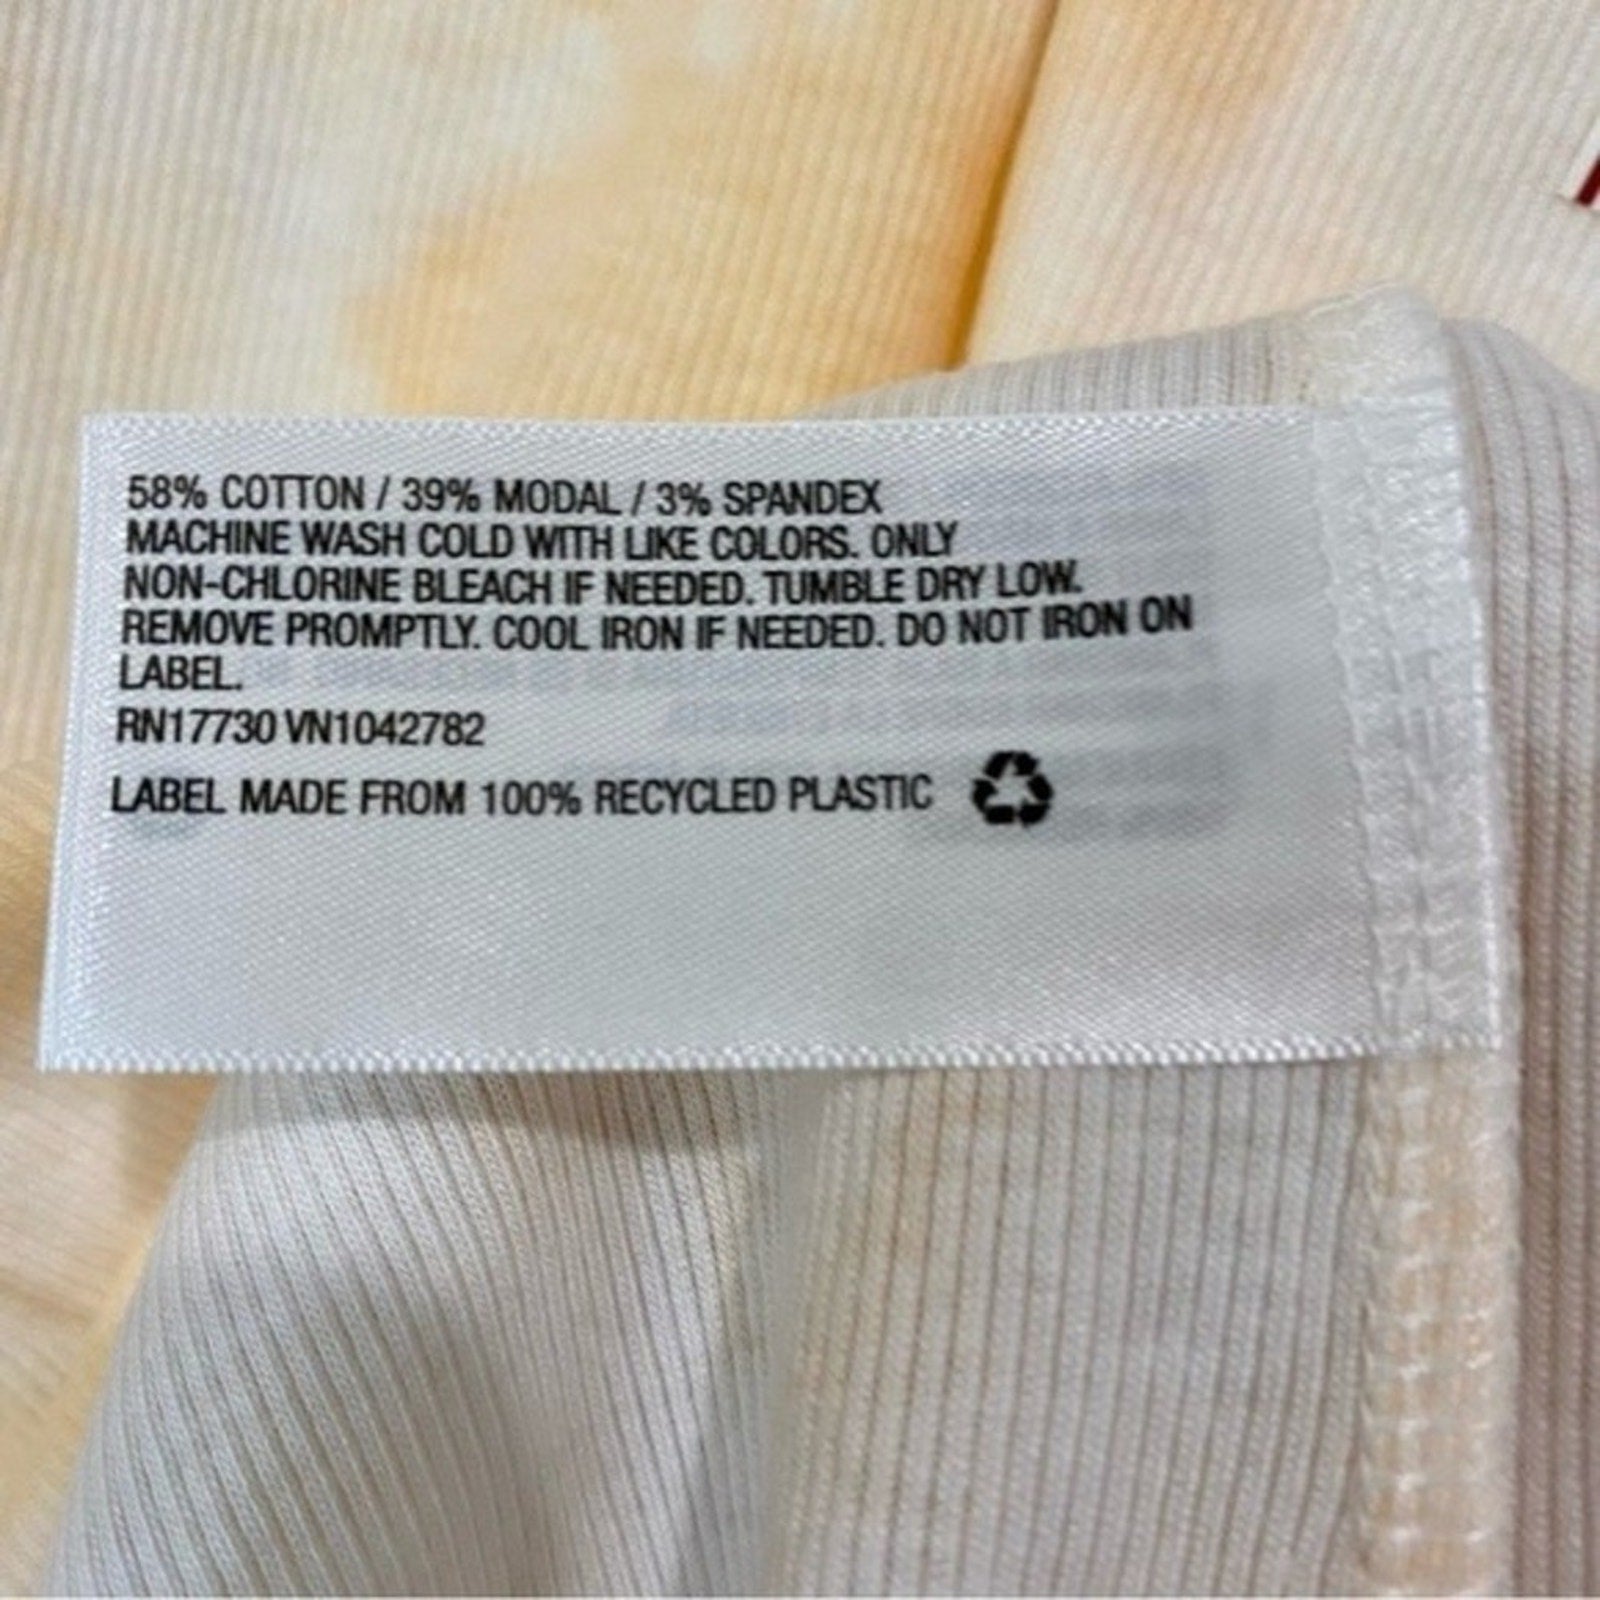 58% COTTON / 39% MODAL / 3% SPANDEX
MACHINE WASH COLD WITH LIKE COLORS. ONLY
NON-CHLORINE BLEACH IF NEEDED. TUMBLE DRY LOW.
REMOVE PROMPTLY. COOL IRON IF NEEDED. DO NOT IRON ON
LABEL.
RN17730 VN1042782
LABEL MADE FROM 100% RECYCLED PLASTIC